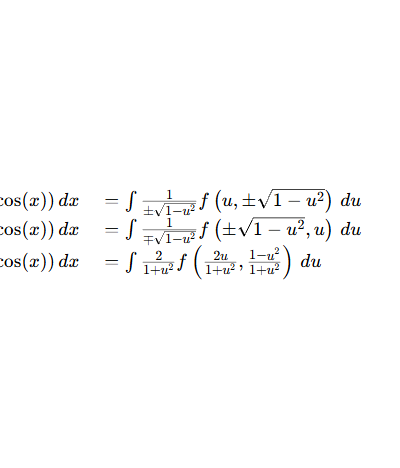 cos(x)) dx = ∫ 1/(±√(1−u²)) f (u, ±√(1−u²)) du
cos(x)) dx = ∫ 1/(∓√(1−u²)) f (±√(1−u²), u) du
cos(x)) dx = ∫ 2/(1+u²) f (2u/(1+u²), (1−u²)/(1+u²)) du